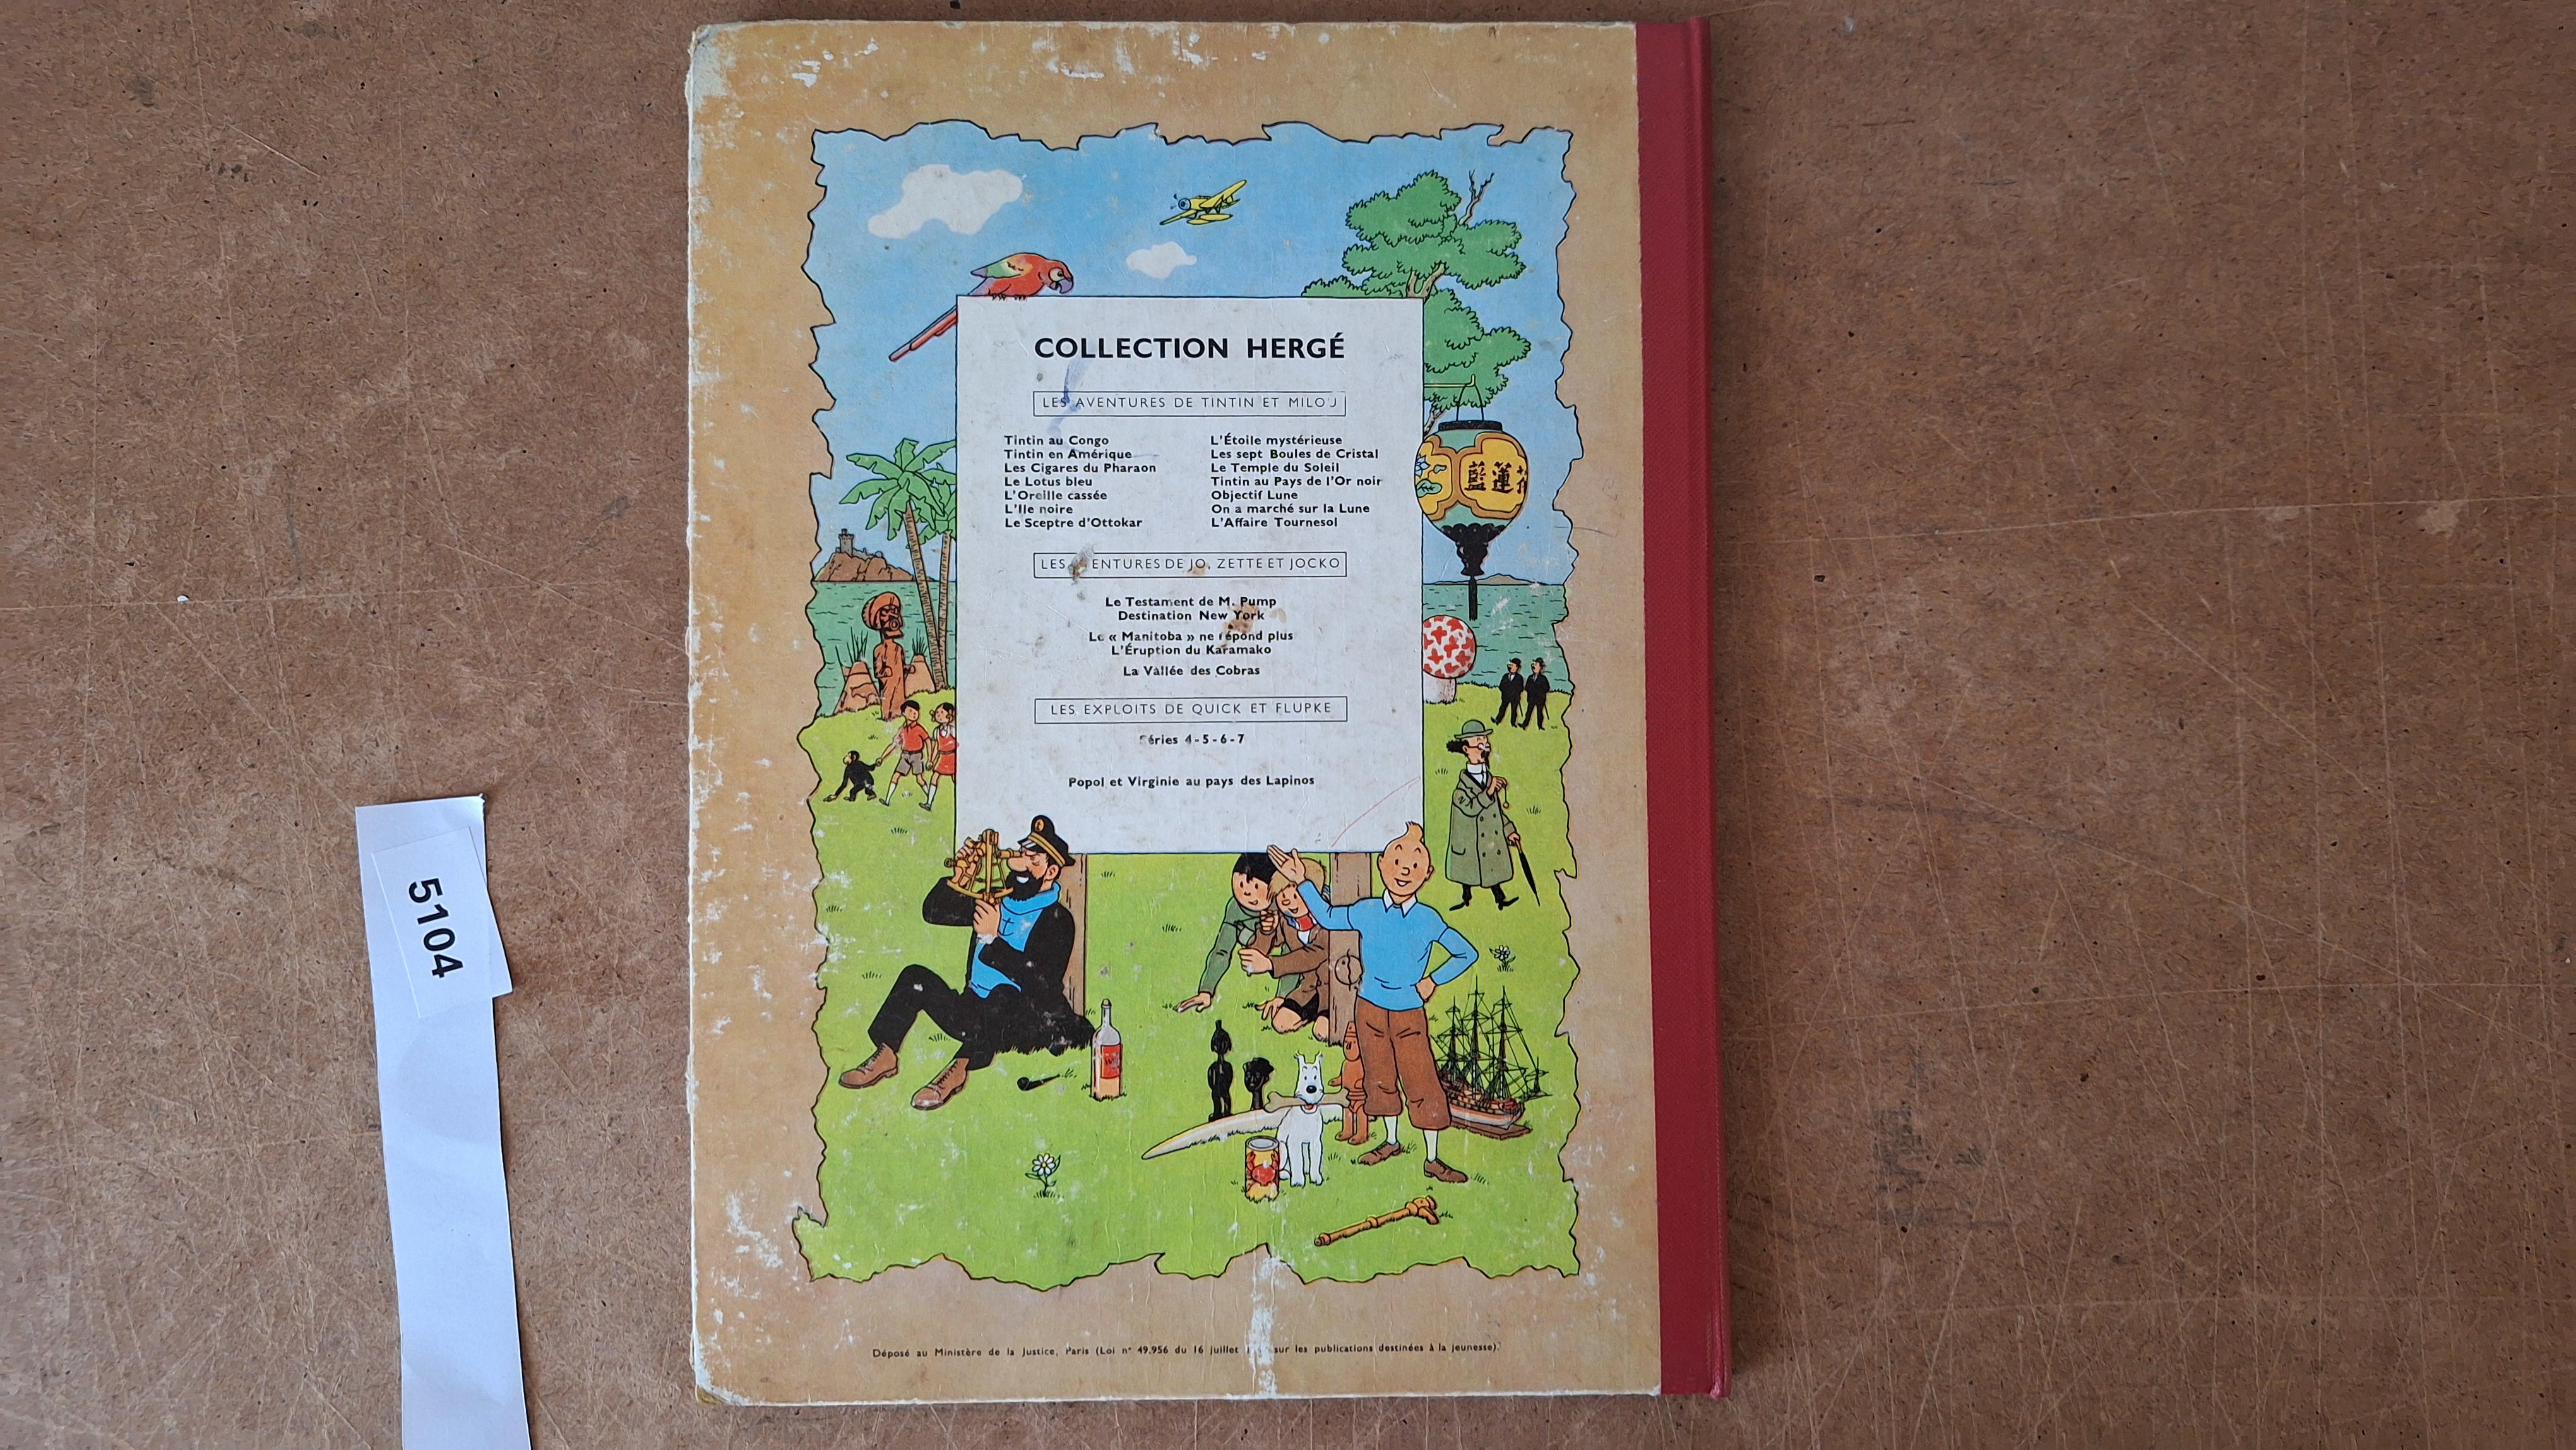 COLLECTION HERGÉ
LES AVENTURES DE TINTIN ET MILOU
Tintin au Congo
Tintin en Amérique
Les Cigares du Pharaon
Le Lotus bleu
L'Oreille cassée
L'Ile noire
Le Sceptre d'Ottokar
L'Étoile mystérieuse
Les sept Boules de Cristal
Le Temple du Soleil
Tintin au Pays de l'Or noir
Objectif Lune
On a marché sur la Lune
L'Affaire Tournesol
藍蓮
LES ENTURES DE JO, ZETTE ET JOCKO
Le Testament de M. Pump
Destination New York
Le « Manitoba » ne répond plus
L'Éruption du Karamako
La Vallée des Cobras
LES EXPLOITS DE QUICK ET FLUPKE
Séries 4-5-6-7
Popol et Virginie au pays des Lapinos
5104
Déposé au Ministère de la Justice, Paris (Loi n° 49.956 du 16 juillet sur les publications destinées à la jeunesse).